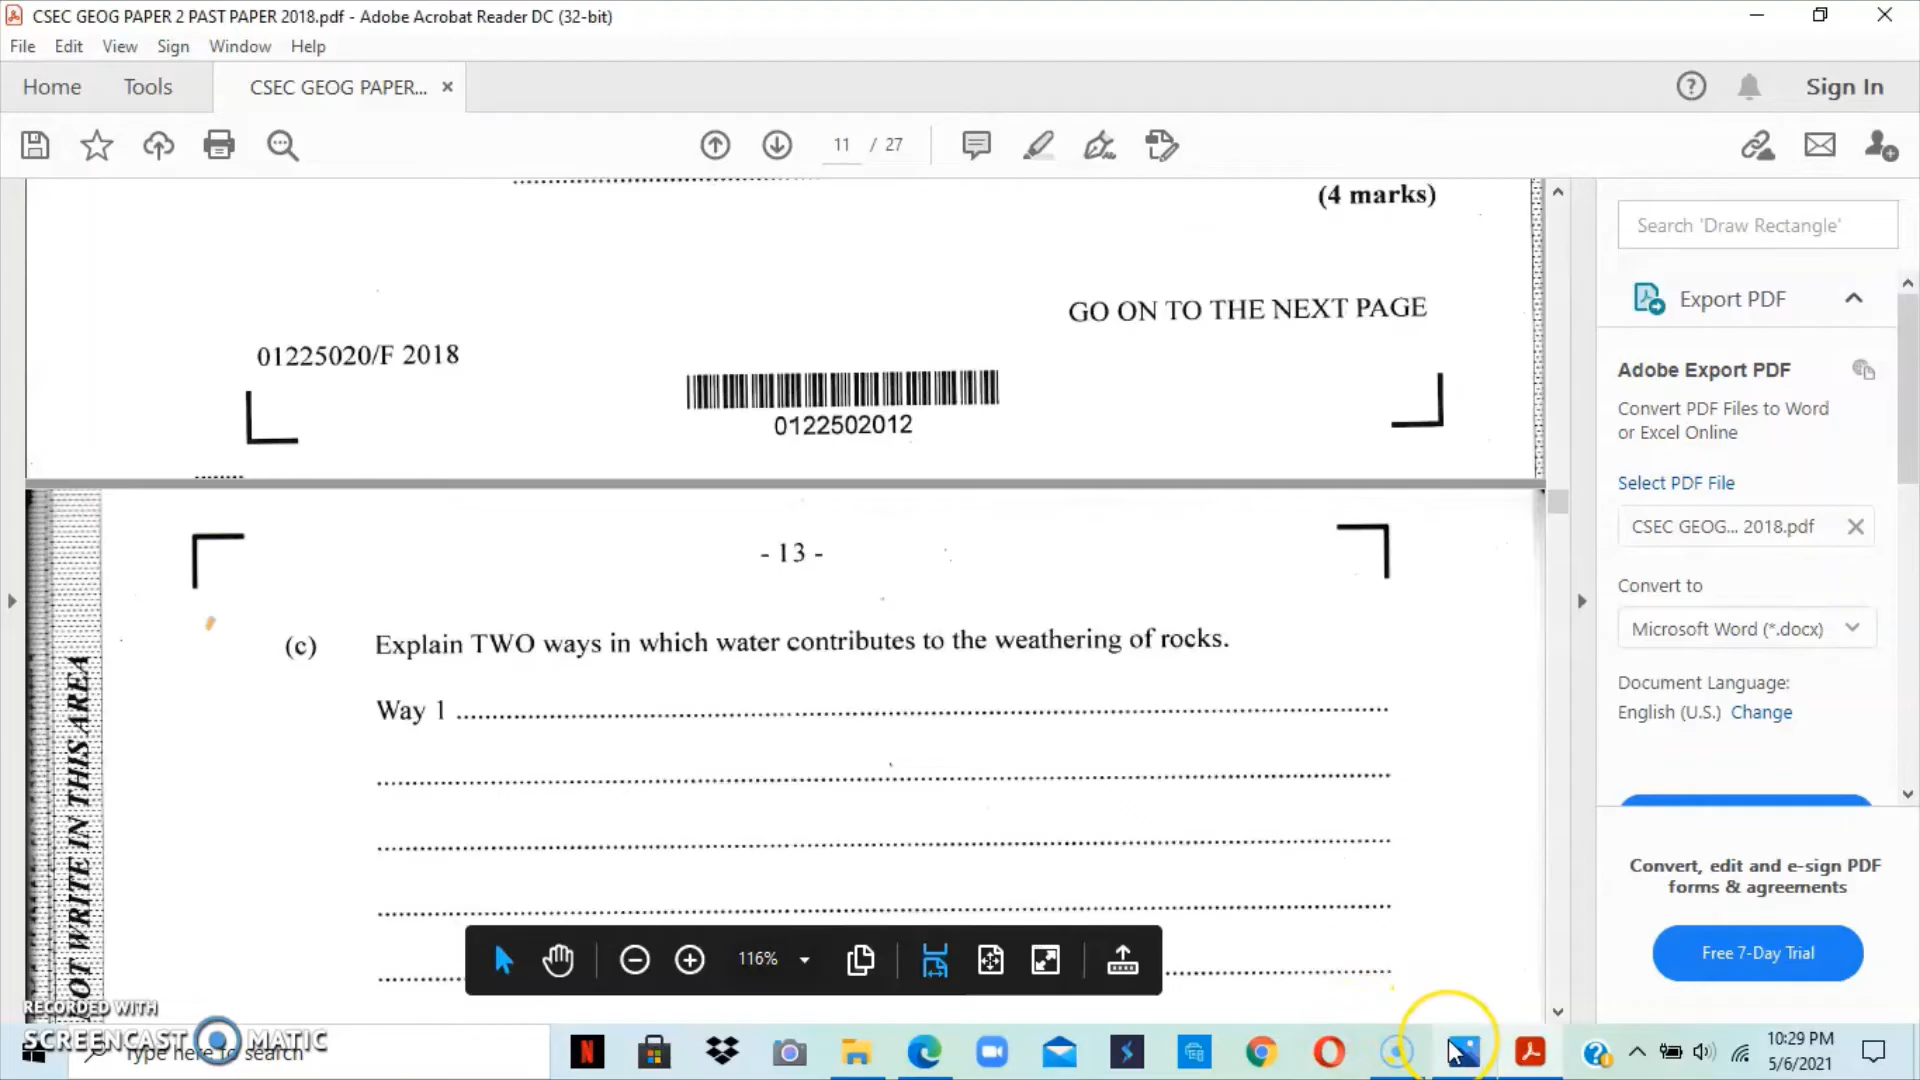 CSEC GEOG PAPER 2 PAST PAPER 2018.pdf - Adobe Acrobat Reader DC (32-bit)
File Edit View Sign Window Help
Home Tools CSEC GEOG PAPER... × Sign In
11 / 27
(4 marks)
GO ON TO THE NEXT PAGE
01225020/F 2018
0122502012
- 13 -
(c) Explain TWO ways in which water contributes to the weathering of rocks.
Way 1
OT WRITE IN THIS AREA
116%
Search 'Draw Rectangle'
Export PDF
Adobe Export PDF
Convert PDF Files to Word
or Excel Online
Select PDF File
CSEC GEOG... 2018.pdf
Convert to
Microsoft Word (*.docx)
Document Language:
English (U.S.) Change
Convert, edit and e-sign PDF
forms & agreements
Free 7-Day Trial
RECORDED WITH
SCREENCAST MATIC
Type here to search
10:29 PM
5/6/2021